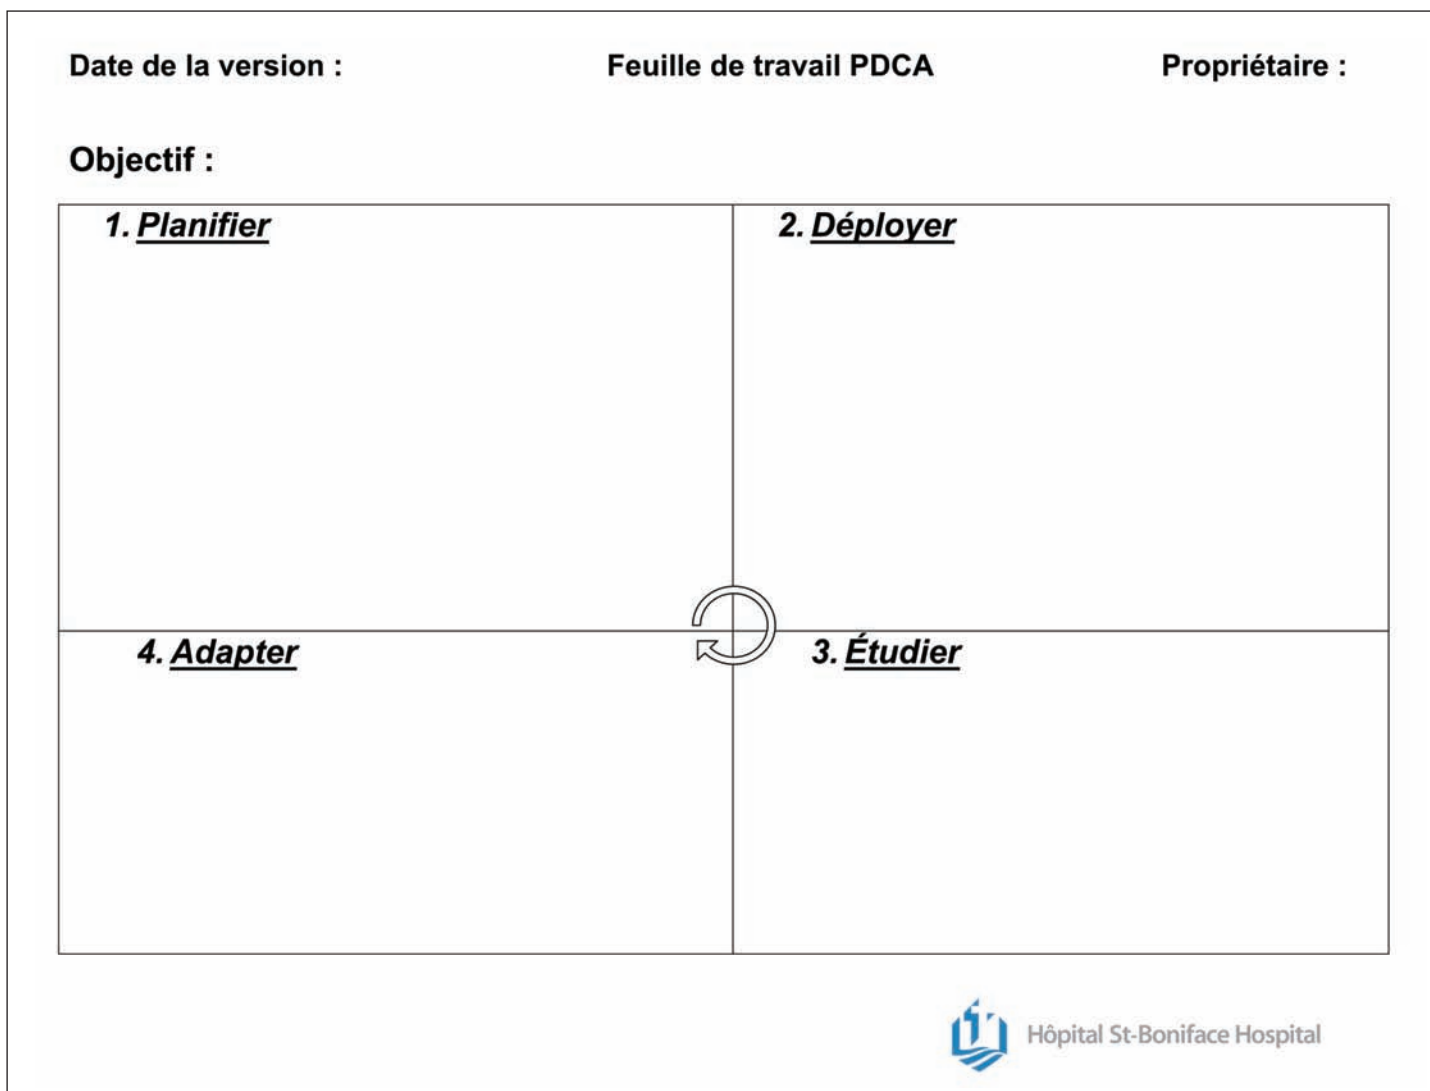 Date de la version : Feuille de travail PDCA Propriétaire :
Objectif :
1. Planifier
2. Déployer
4. Adapter
3. Étudier
Hôpital St-Boniface Hospital